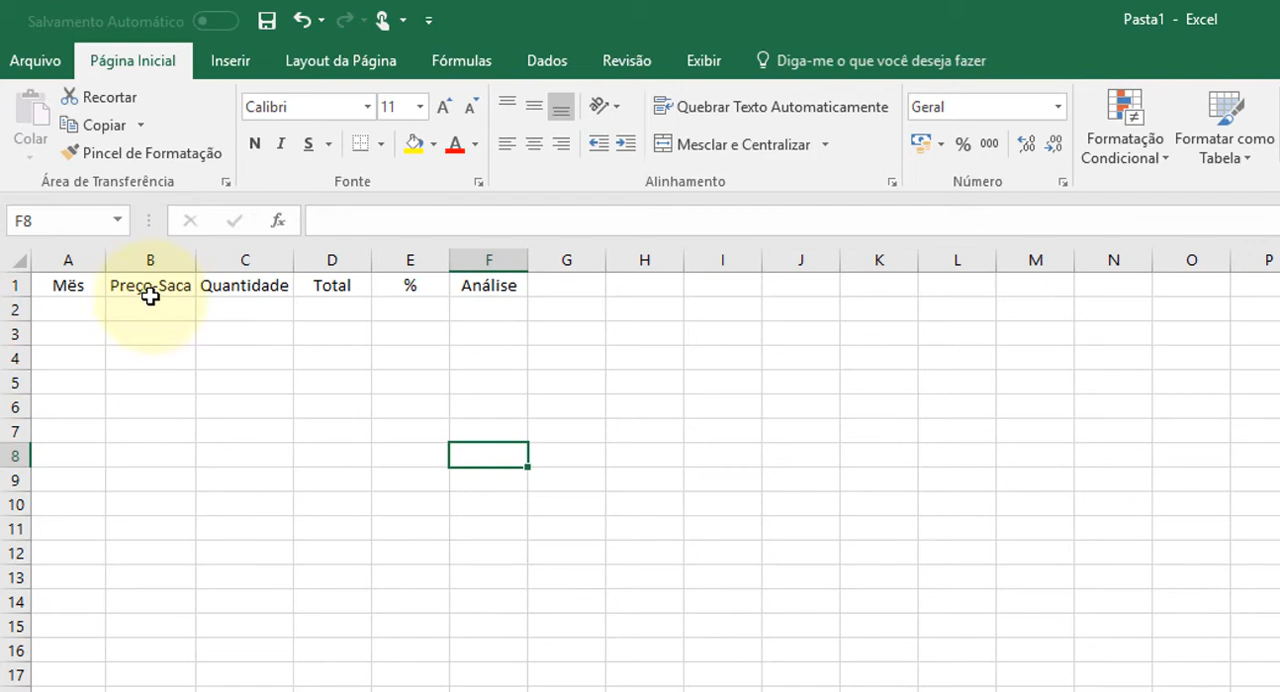 Salvamento Automático
Pasta1 - Excel
Arquivo Página Inicial Inserir Layout da Página Fórmulas Dados Revisão Exibir Diga-me o que você deseja fazer
Colar
Recortar
Copiar
Pincel de Formatação
Área de Transferência
Calibri 11
N I S
Fonte
Quebrar Texto Automaticamente
Mesclar e Centralizar
Alinhamento
Geral
% 000
Número
Formatação Condicional
Formatar como Tabela
F8
fx
A B C D E F G H I J K L M N O P
1 Mës Preço-Saca Quantidade Total % Análise
2
3
4
5
6
7
8
9
10
11
12
13
14
15
16
17